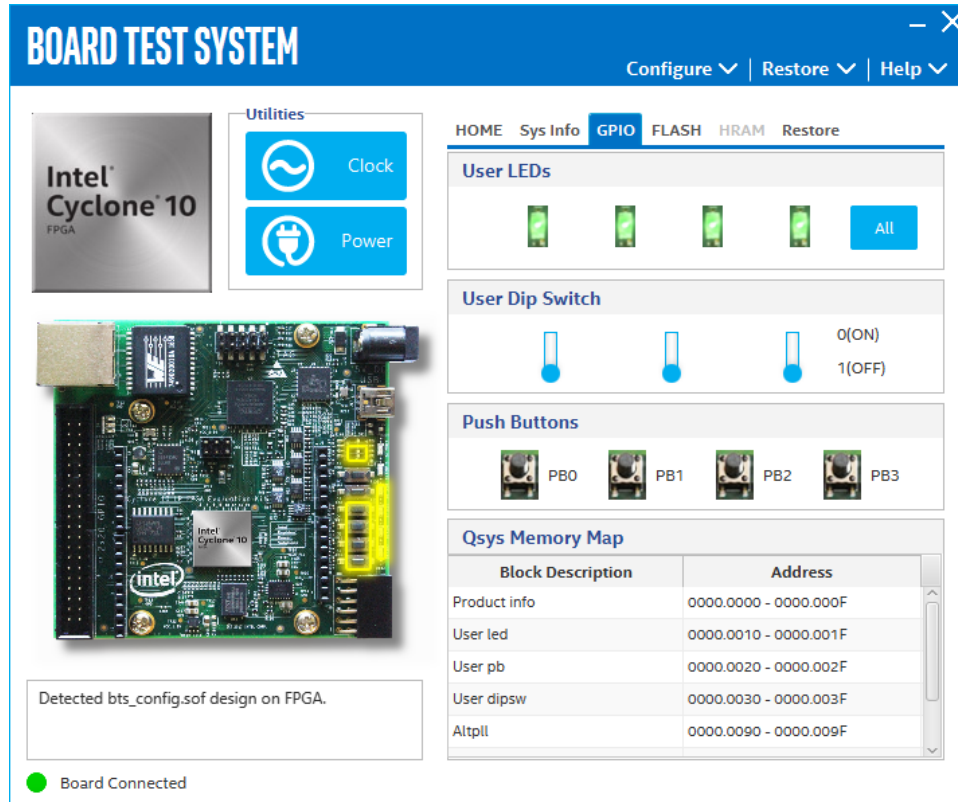 BOARD TEST SYSTEM
Configure | Restore | Help
Intel
Cyclone 10
FPGA
Utilities
Clock
Power
HOME Sys Info GPIO FLASH HRAM Restore
User LEDs
All
User Dip Switch
0(ON)
1(OFF)
Push Buttons
PB0 PB1 PB2 PB3
Qsys Memory Map
Block Description Address
Product info 0000.0000 - 0000.000F
User led 0000.0010 - 0000.001F
User pb 0000.0020 - 0000.002F
User dipsw 0000.0030 - 0000.003F
Altpll 0000.0090 - 0000.009F
Intel
Cyclone 10
intel
Detected bts_config.sof design on FPGA.
Board Connected